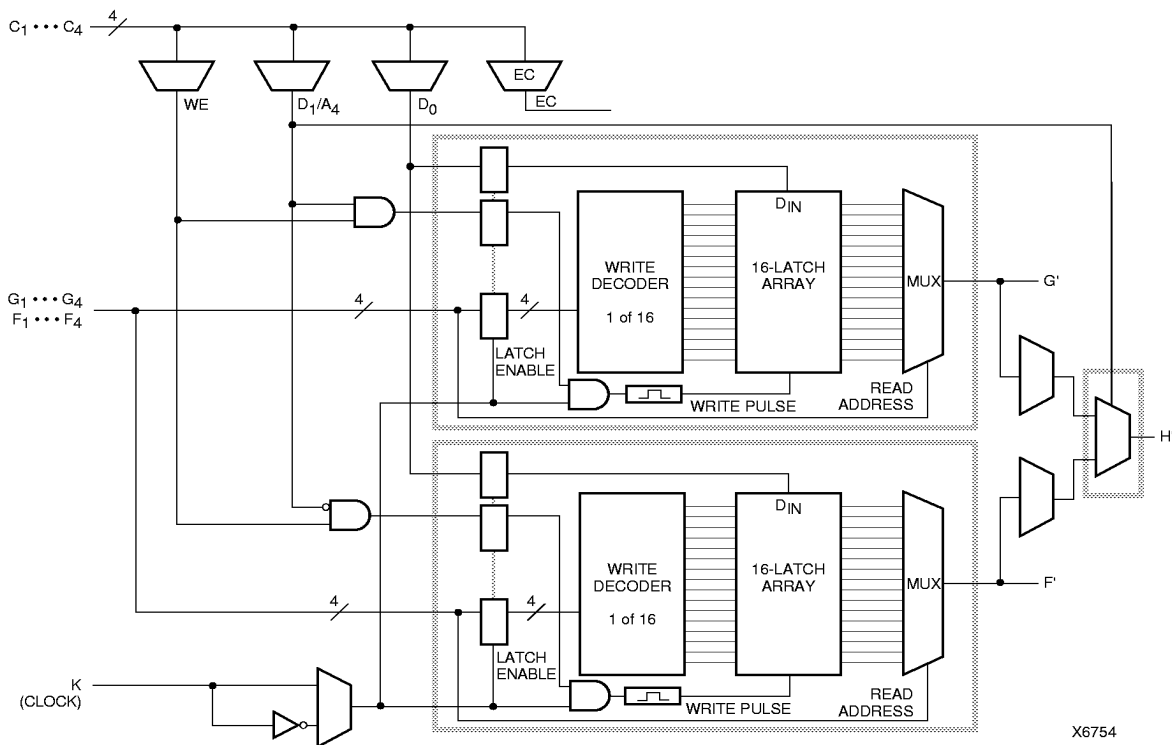 C1 ••• C4
4
EC
WE
D1/A4
D0
EC
DIN
WRITE
DECODER
1 of 16
16-LATCH
ARRAY
MUX
G'
G1 ••• G4
F1 ••• F4
4
4
LATCH
ENABLE
WRITE PULSE
READ
ADDRESS
H'
DIN
WRITE
DECODER
1 of 16
16-LATCH
ARRAY
MUX
F'
4
4
LATCH
ENABLE
WRITE PULSE
READ
ADDRESS
K
(CLOCK)
X6754